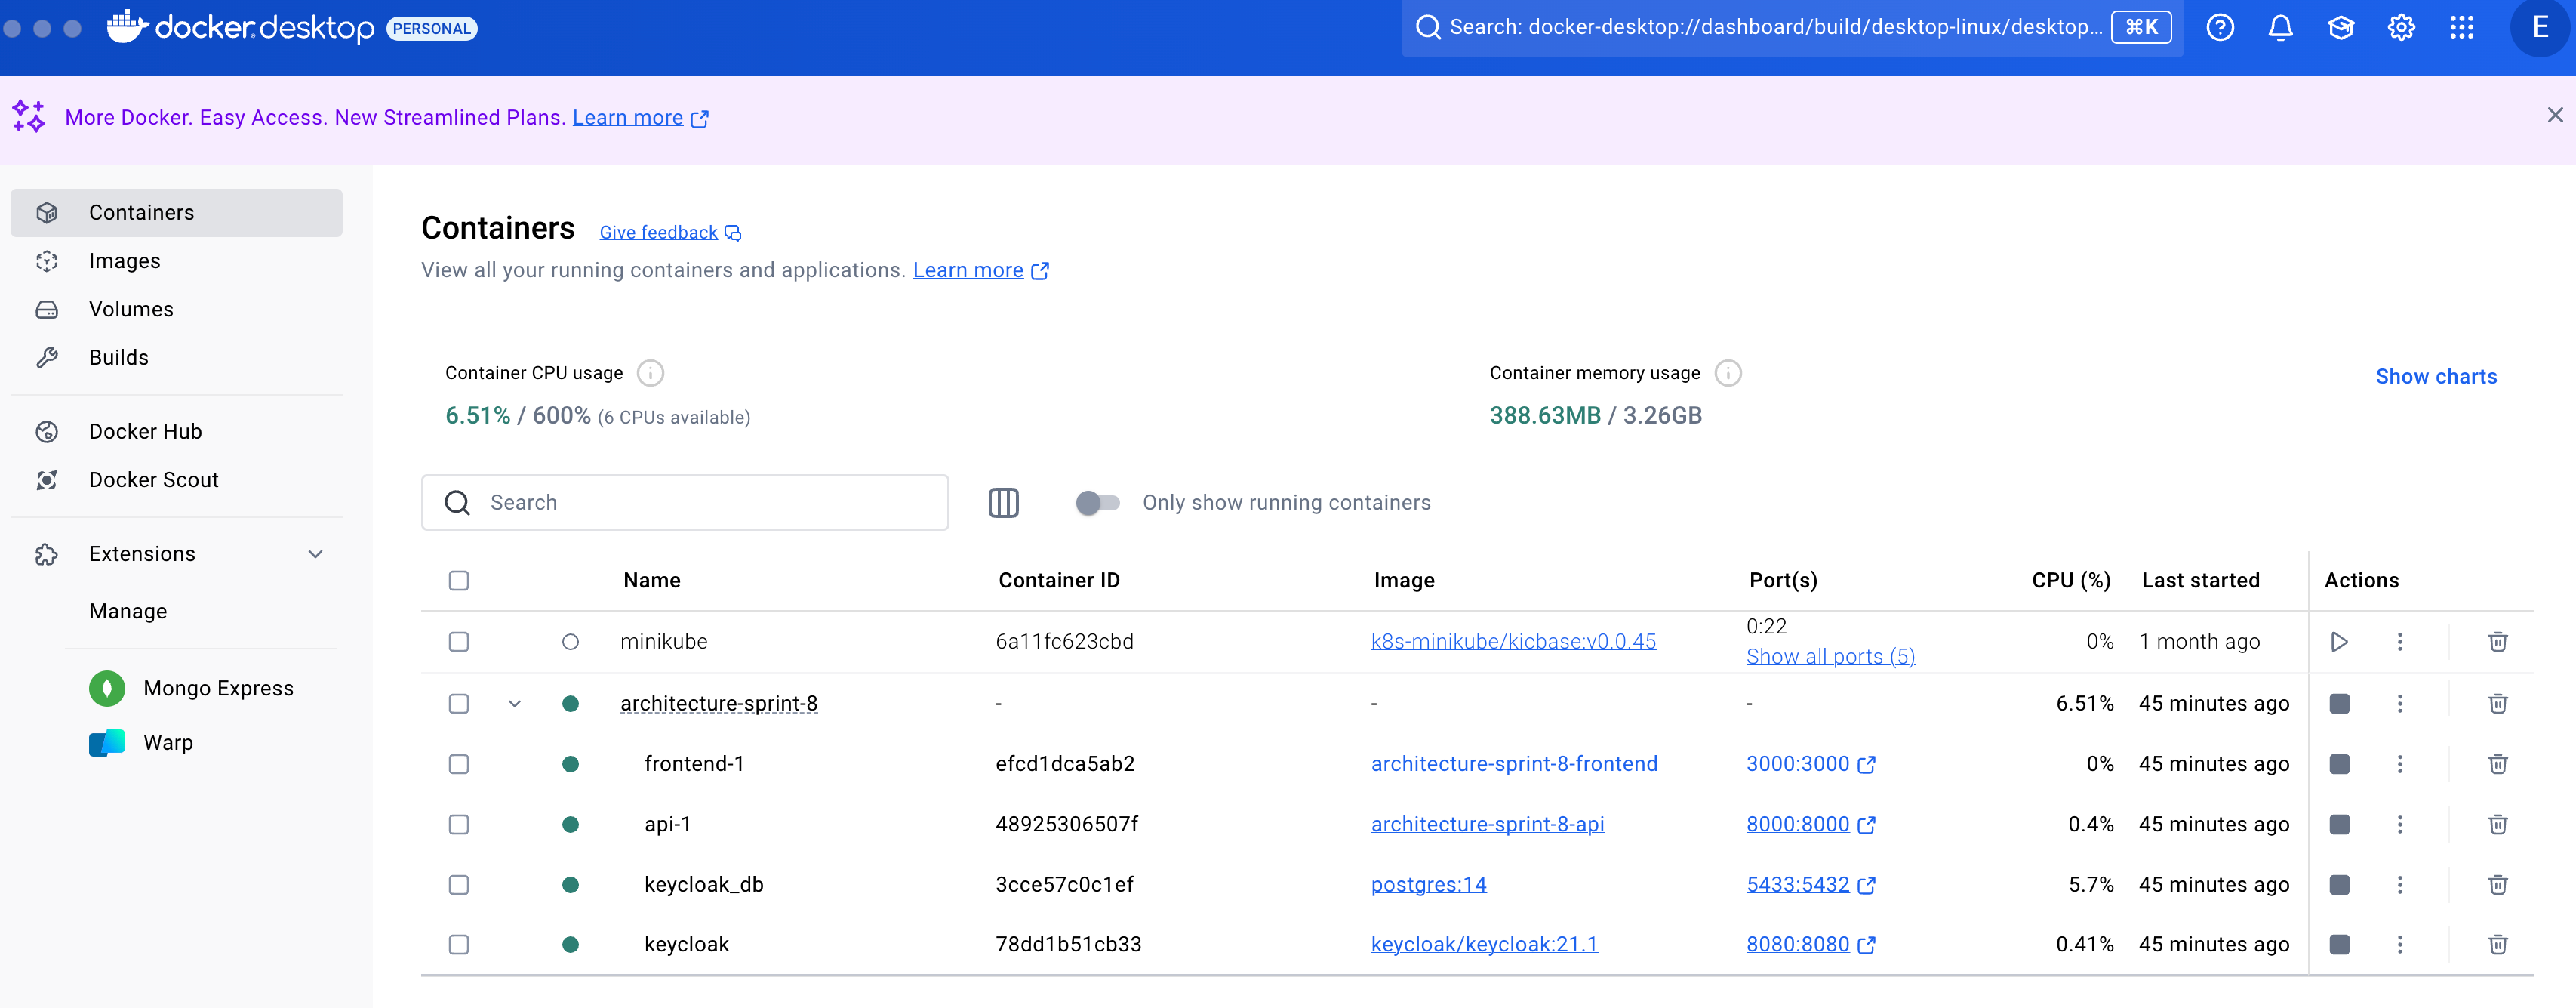 docker.desktop PERSONAL
Search: docker-desktop://dashboard/build/desktop-linux/desktop... ⌘K
E
More Docker. Easy Access. New Streamlined Plans. Learn more
Containers
Images
Volumes
Builds
Docker Hub
Docker Scout
Extensions
Manage
Mongo Express
Warp
Containers Give feedback
View all your running containers and applications. Learn more
Container CPU usage
6.51% / 600% (6 CPUs available)
Container memory usage
388.63MB / 3.26GB
Show charts
Search
Only show running containers
Name Container ID Image Port(s) CPU (%) Last started Actions
minikube 6a11fc623cbd k8s-minikube/kicbase:v0.0.45 0:22 0% 1 month ago
Show all ports (5)
architecture-sprint-8 - - - 6.51% 45 minutes ago
frontend-1 efcd1dca5ab2 architecture-sprint-8-frontend 3000:3000 0% 45 minutes ago
api-1 48925306507f architecture-sprint-8-api 8000:8000 0.4% 45 minutes ago
keycloak_db 3cce57c0c1ef postgres:14 5433:5432 5.7% 45 minutes ago
keycloak 78dd1b51cb33 keycloak/keycloak:21.1 8080:8080 0.41% 45 minutes ago